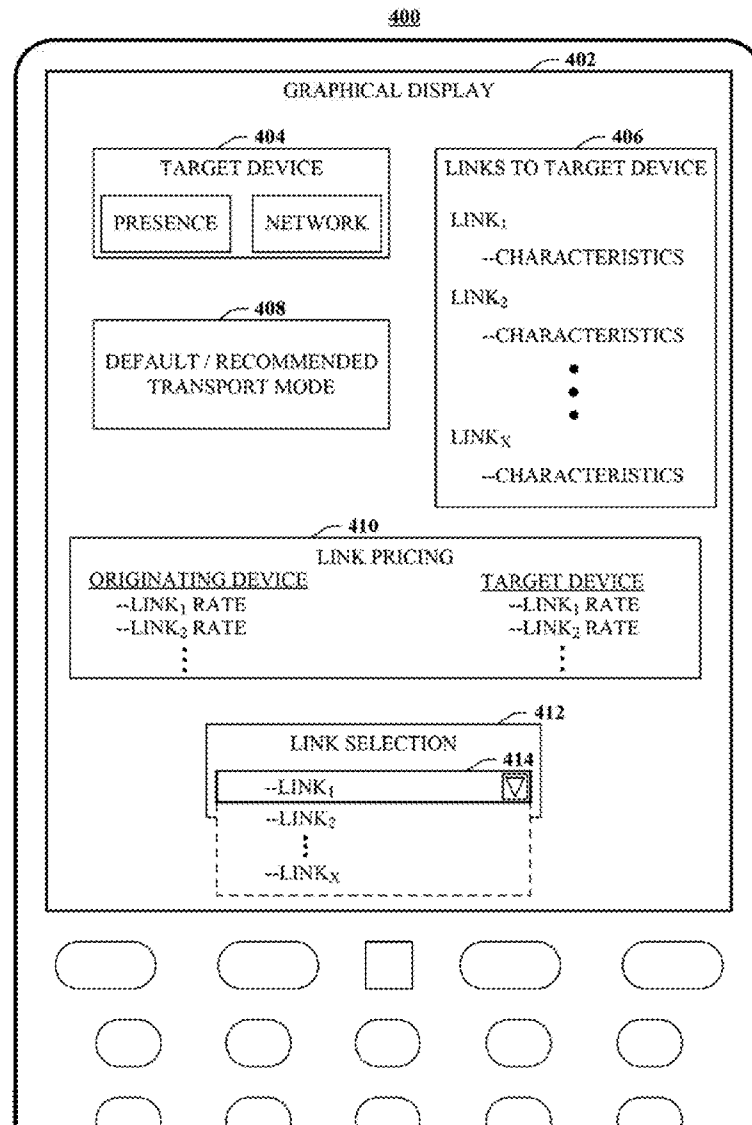 400
402
GRAPHICAL DISPLAY
404
TARGET DEVICE
PRESENCE
NETWORK
406
LINKS TO TARGET DEVICE
LINK₁
--CHARACTERISTICS
LINK₂
--CHARACTERISTICS
LINKₓ
--CHARACTERISTICS
408
DEFAULT / RECOMMENDED
TRANSPORT MODE
410
LINK PRICING
ORIGINATING DEVICE
--LINK₁ RATE
--LINK₂ RATE
TARGET DEVICE
--LINK₁ RATE
--LINK₂ RATE
412
LINK SELECTION
414
--LINK₁
--LINK₂
--LINKₓ